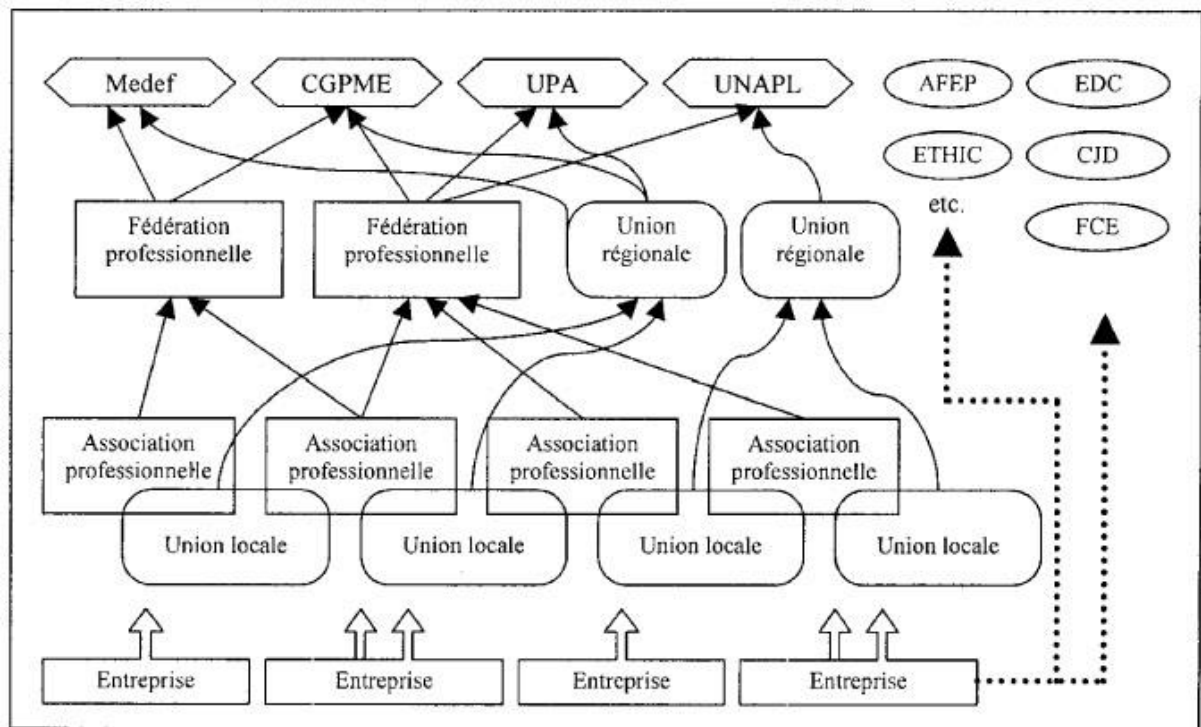 Medef
CGPME
UPA
UNAPL
AFEP
EDC
ETHIC
CJD
etc.
FCE
Fédération
professionnelle
Fédération
professionnelle
Union
régionale
Union
régionale
Association
professionnelle
Association
professionnelle
Association
professionnelle
Association
professionnelle
Union locale
Union locale
Union locale
Union locale
Entreprise
Entreprise
Entreprise
Entreprise